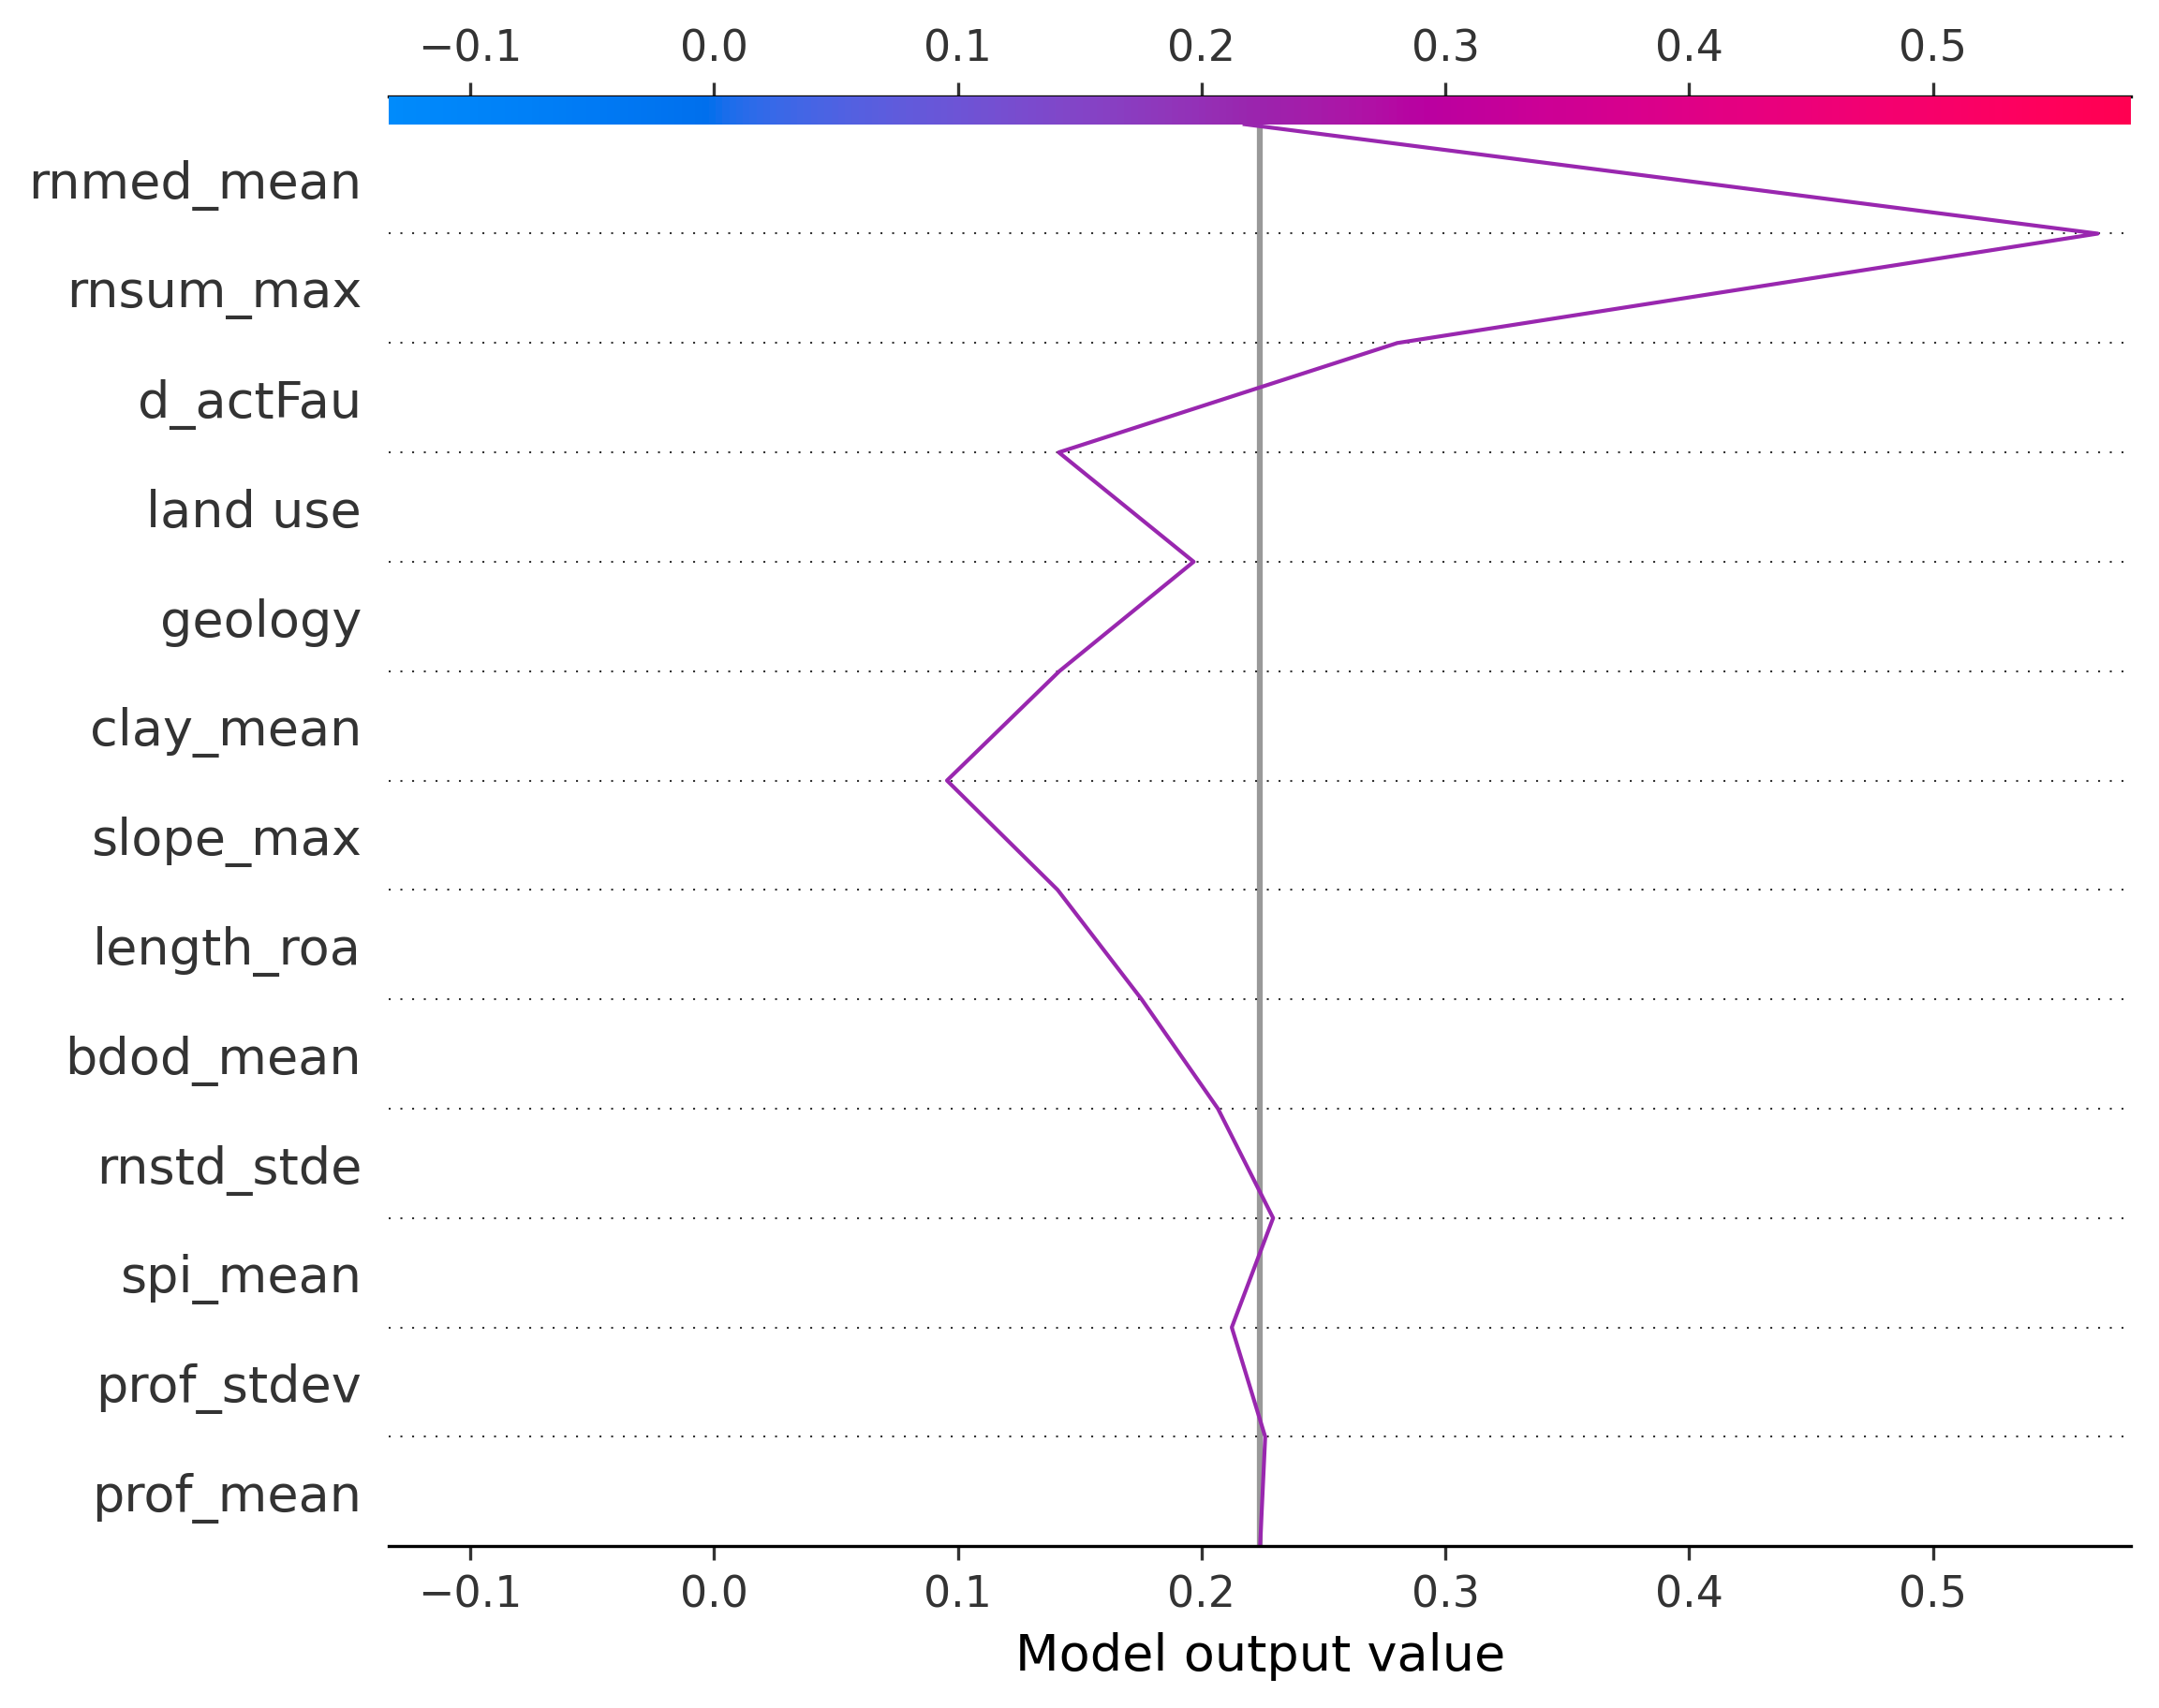 −0.1 0.0 0.1 0.2 0.3 0.4 0.5
rnmed_mean
rnsum_max
d_actFau
land use
geology
clay_mean
slope_max
length_roa
bdod_mean
rnstd_stde
spi_mean
prof_stdev
prof_mean
−0.1 0.0 0.1 0.2 0.3 0.4 0.5
Model output value